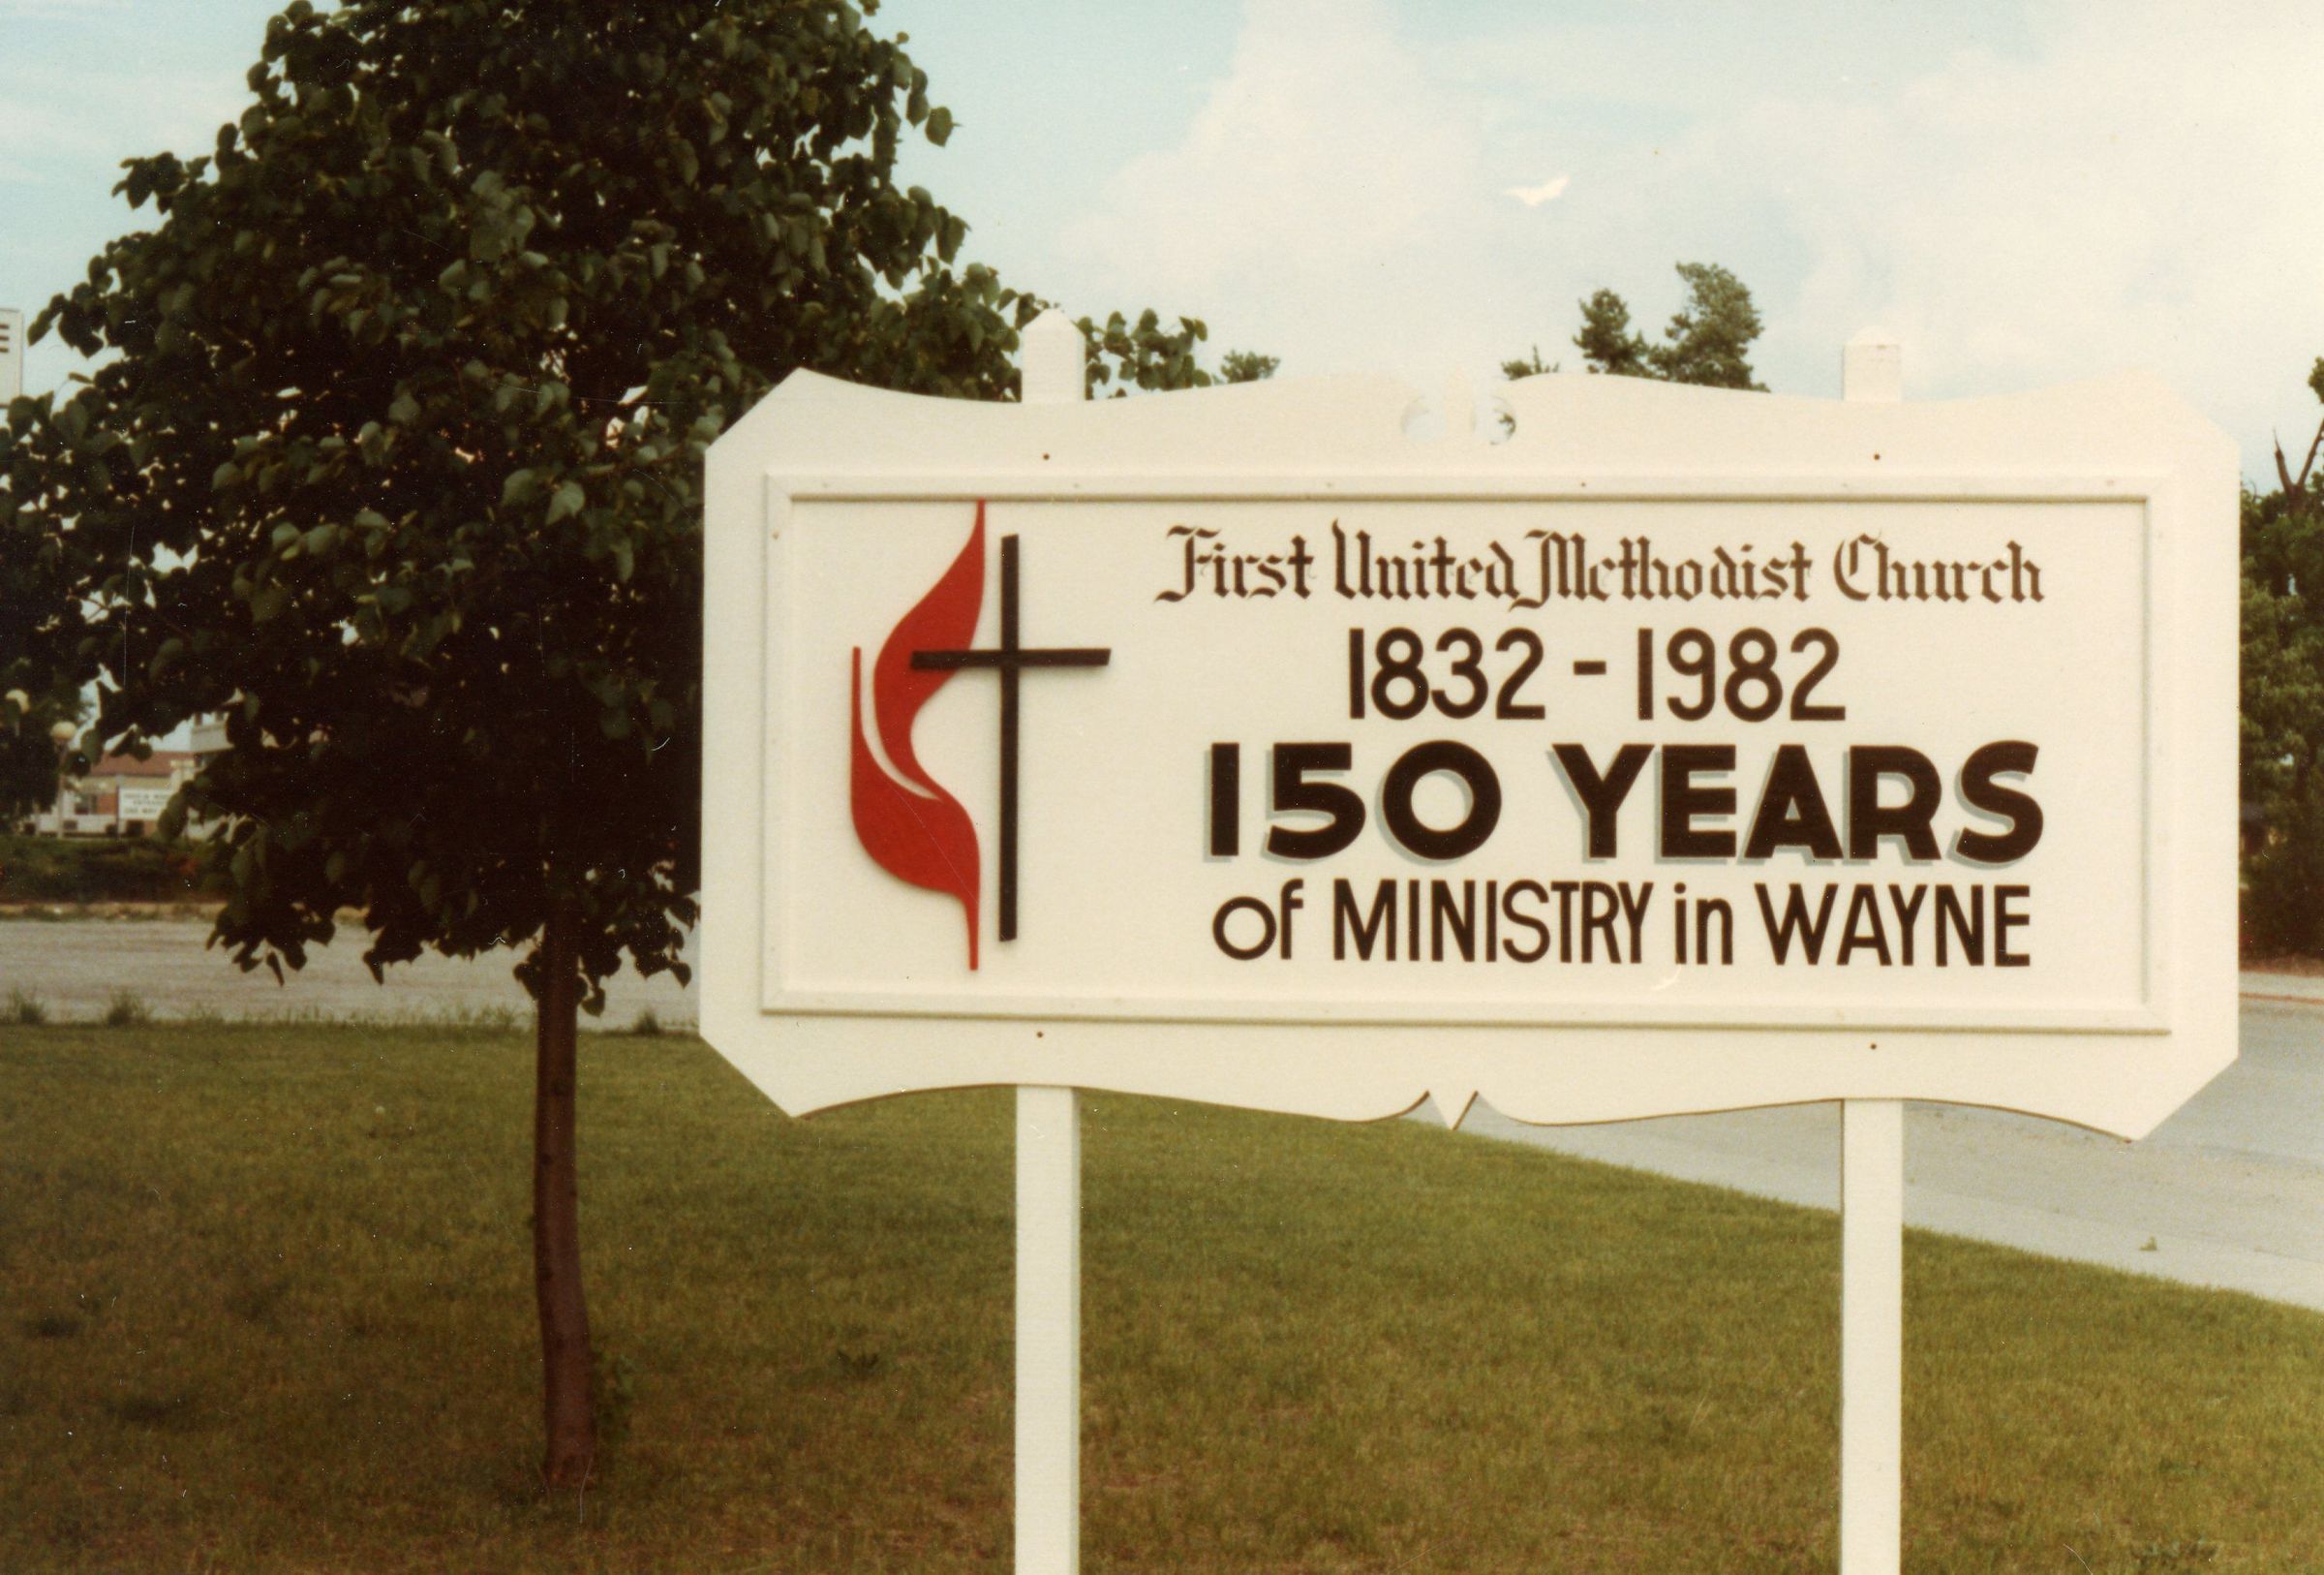 First United Methodist Church
1832 - 1982
150 YEARS
of MINISTRY in WAYNE
E